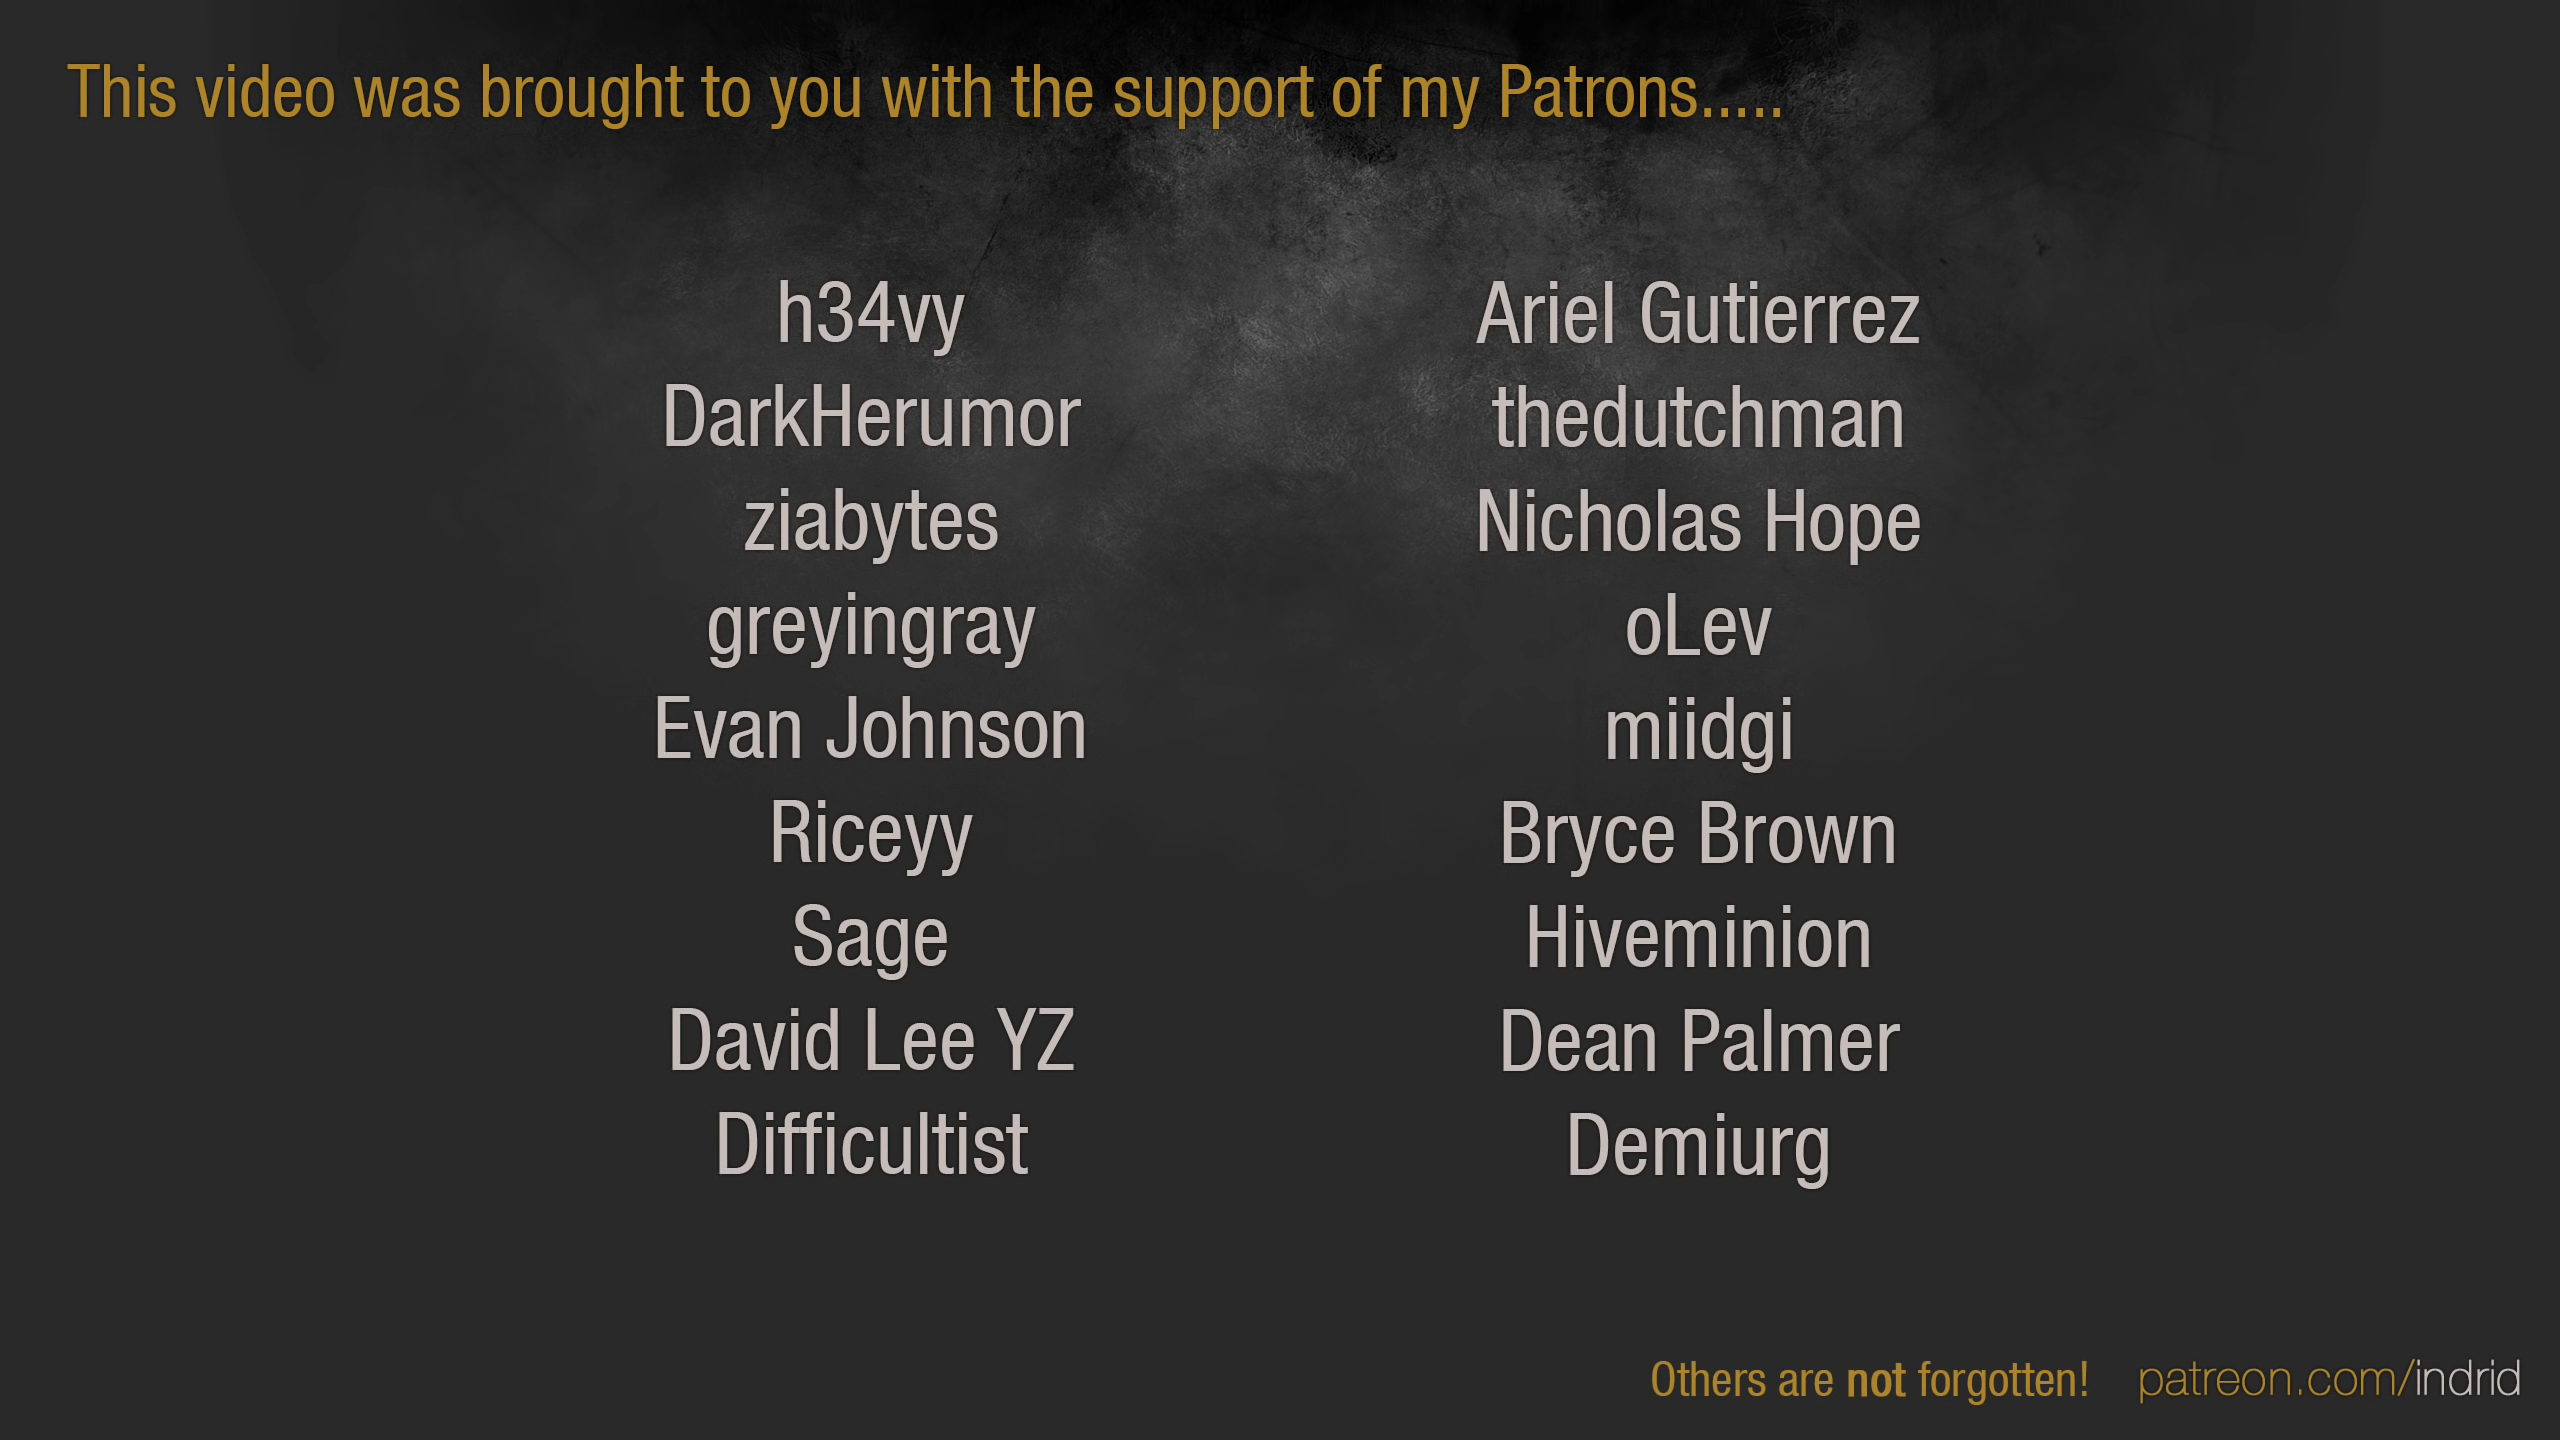 This video was brought to you with the support of my Patrons.....
h34vy
DarkHerumor
ziabytes
greyingray
Evan Johnson
Riceyy
Sage
David Lee YZ
Difficultist
Ariel Gutierrez
thedutchman
Nicholas Hope
oLev
miidgi
Bryce Brown
Hiveminion
Dean Palmer
Demiurg
Others are not forgotten! patreon.com/indrid